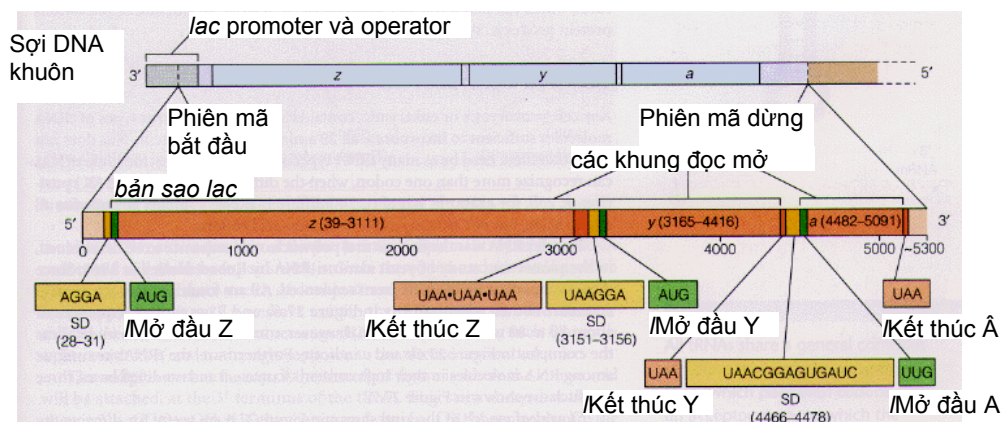 lac promoter và operator
Sợi DNA
khuôn
3′
z
y
a
5′
Phiên mã
bắt đầu
Phiên mã dừng
các khung đọc mở
bản sao lac
5′
z (39–3111)
y (3165–4416)
a (4482–5091)
3′
0
1000
2000
3000
4000
5000
~5300
AGGA
AUG
UAA•UAA•UAA
UAAGGA
AUG
UAA
SD
(28–31)
/Mở đầu Z
/Kết thúc Z
SD
(3151–3156)
/Mở đầu Y
/Kết thúc Â
UAA
UAACGGAGUGAUC
UUG
/Kết thúc Y
SD
(4466–4478)
/Mở đầu A